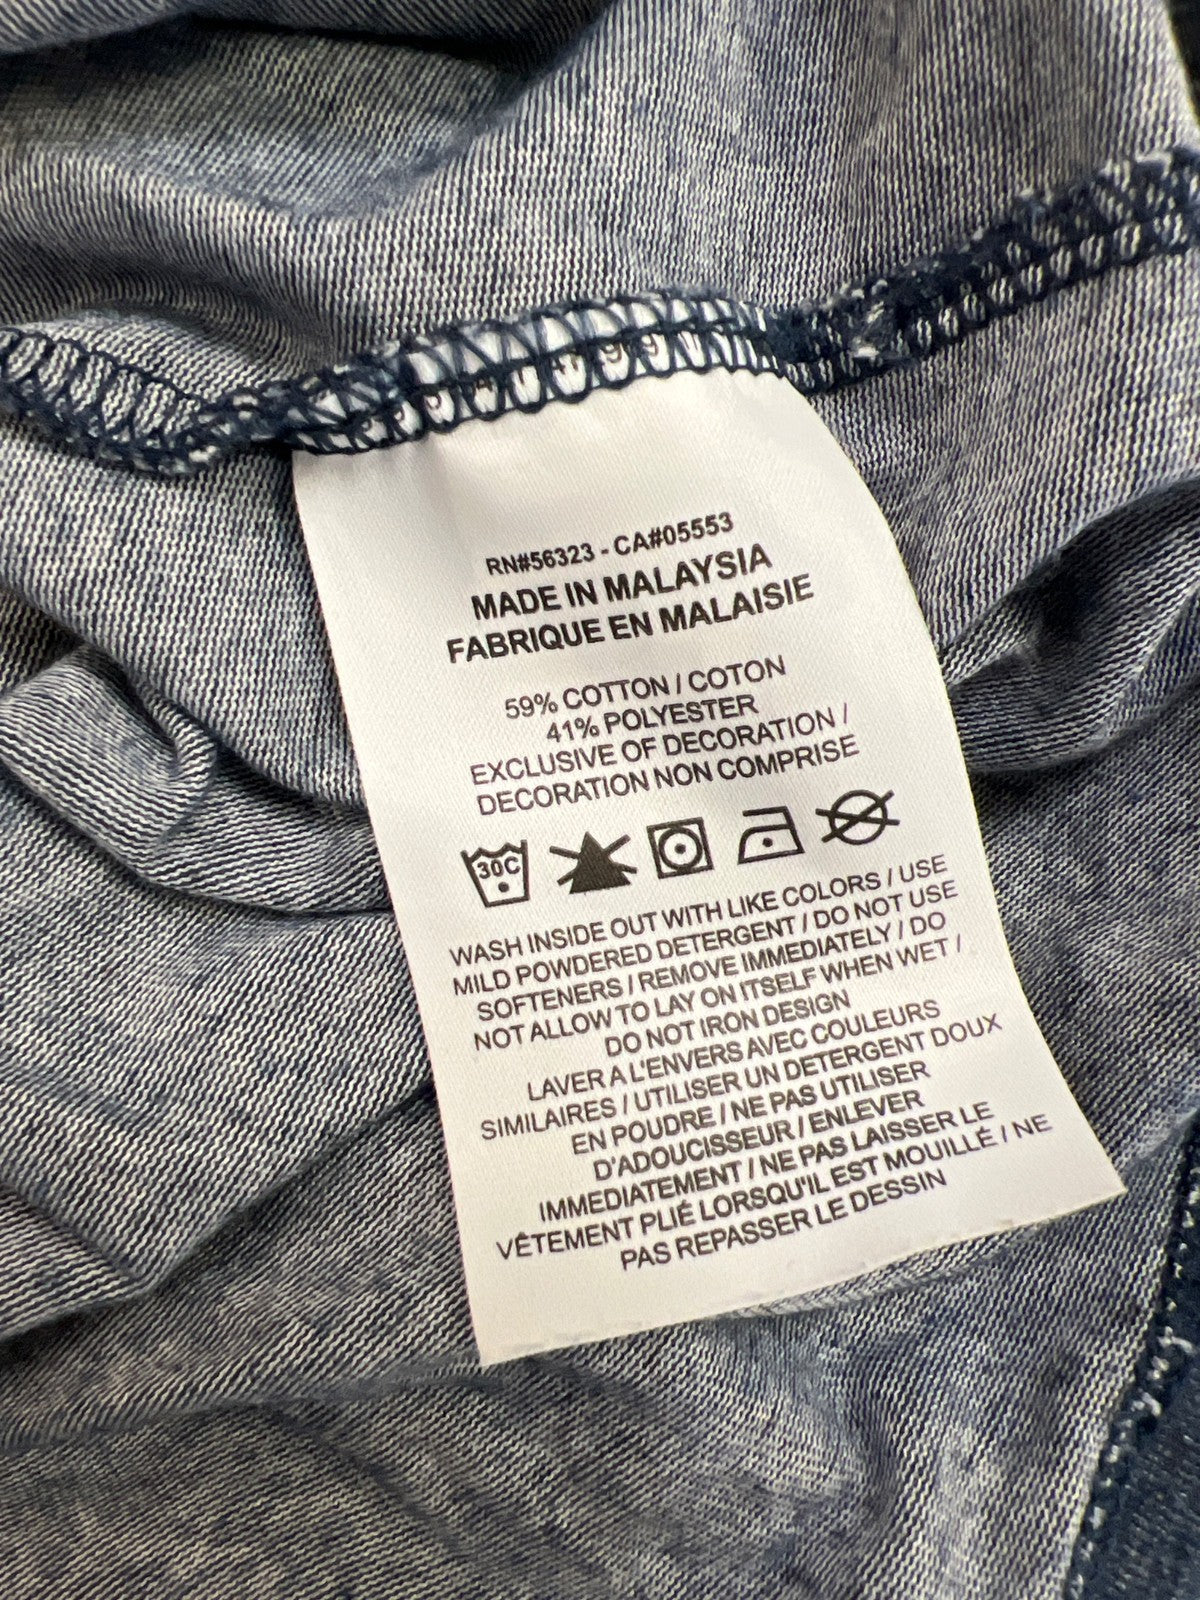 RN#56323 - CA#05553
MADE IN MALAYSIA
FABRIQUE EN MALAISIE
59% COTTON / COTON
41% POLYESTER
EXCLUSIVE OF DECORATION /
DECORATION NON COMPRISE
30C
WASH INSIDE OUT WITH LIKE COLORS / USE
MILD POWDERED DETERGENT / DO NOT USE
SOFTENERS / REMOVE IMMEDIATELY / DO
NOT ALLOW TO LAY ON ITSELF WHEN WET /
DO NOT IRON DESIGN
LAVER A L'ENVERS AVEC COULEURS
SIMILAIRES / UTILISER UN DETERGENT DOUX
EN POUDRE / NE PAS UTILISER
D'ADOUCISSEUR / ENLEVER
IMMEDIATEMENT / NE PAS LAISSER LE
VÊTEMENT PLIÉ LORSQU'IL EST MOUILLÉ / NE
PAS REPASSER LE DESSIN